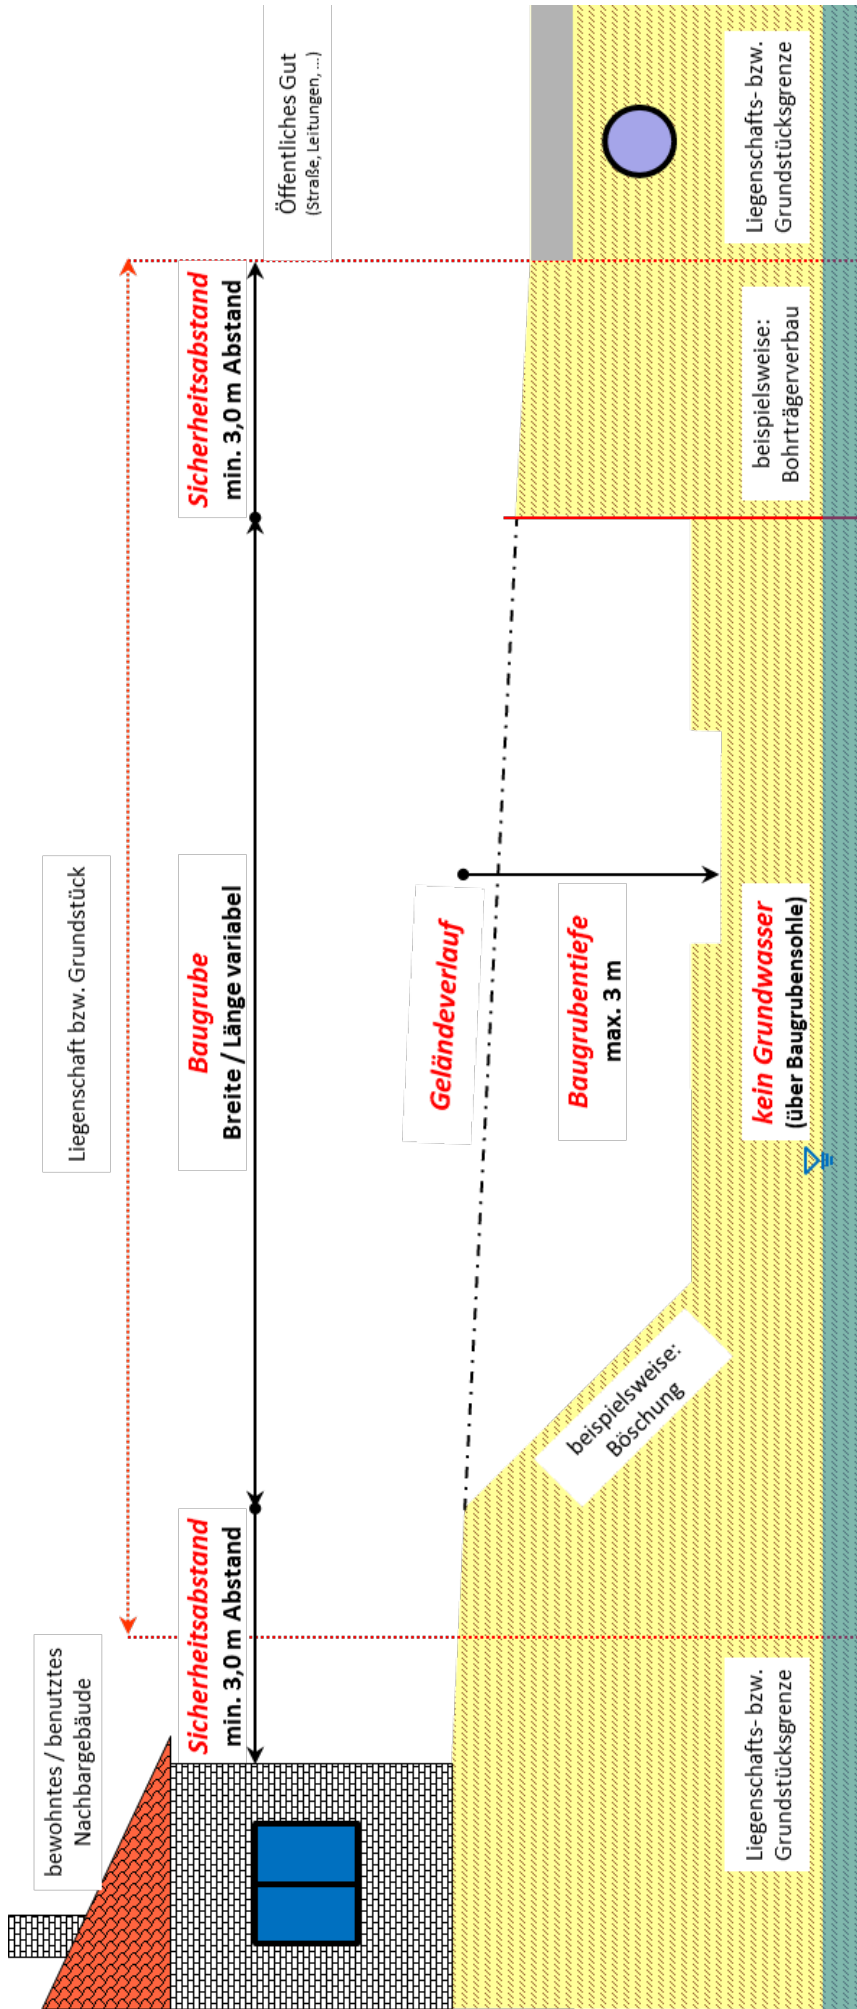 bewohntes / benutztes
Nachbargebäude
Liegenschaft bzw. Grundstück
Sicherheitsabstand
min. 3,0 m Abstand
Baugrube
Breite / Länge variabel
Sicherheitsabstand
min. 3,0 m Abstand
Öffentliches Gut
(Straße, Leitungen, ...)
Geländeverlauf
Baugrubentiefe
max. 3 m
beispielsweise:
Böschung
Liegenschafts- bzw.
Grundstücksgrenze
kein Grundwasser
(über Baugrubensohle)
beispielsweise:
Bohrträgerverbau
Liegenschafts- bzw.
Grundstücksgrenze